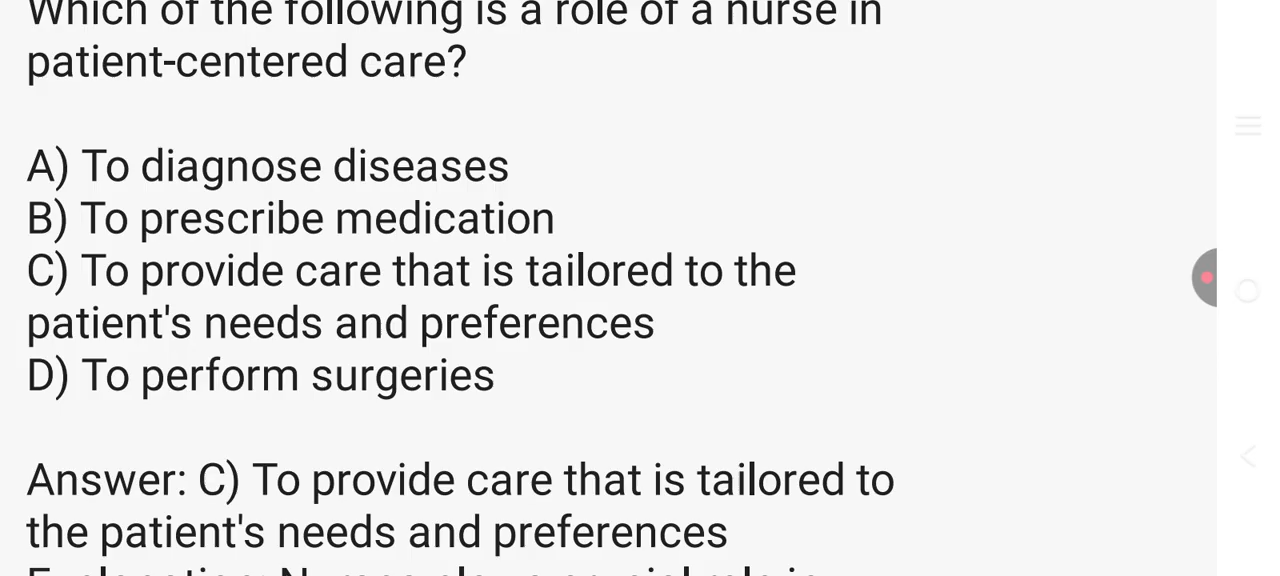 Which of the following is a role of a nurse in
patient-centered care?
A) To diagnose diseases
B) To prescribe medication
C) To provide care that is tailored to the
patient's needs and preferences
D) To perform surgeries
Answer: C) To provide care that is tailored to
the patient's needs and preferences